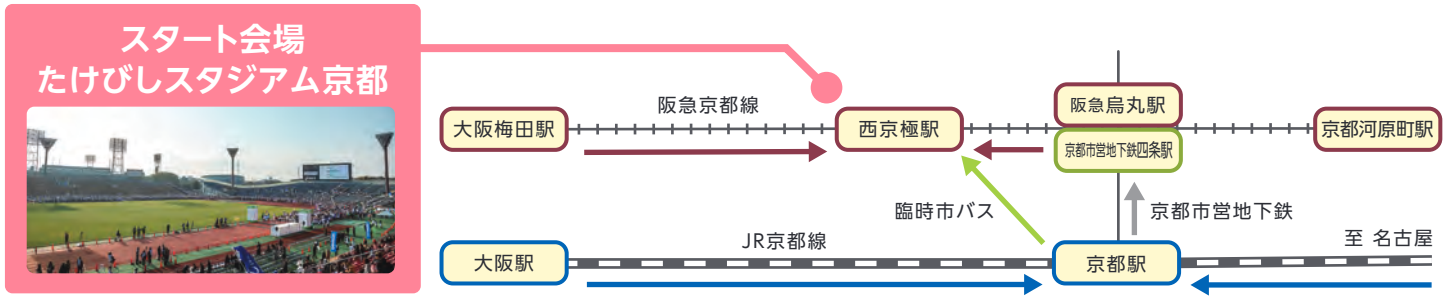 スタート会場
たけびしスタジアム京都
阪急京都線
大阪梅田駅
西京極駅
阪急烏丸駅
京都市営地下鉄四条駅
京都河原町駅
臨時市バス
京都市営地下鉄
JR京都線
至 名古屋
大阪駅
京都駅